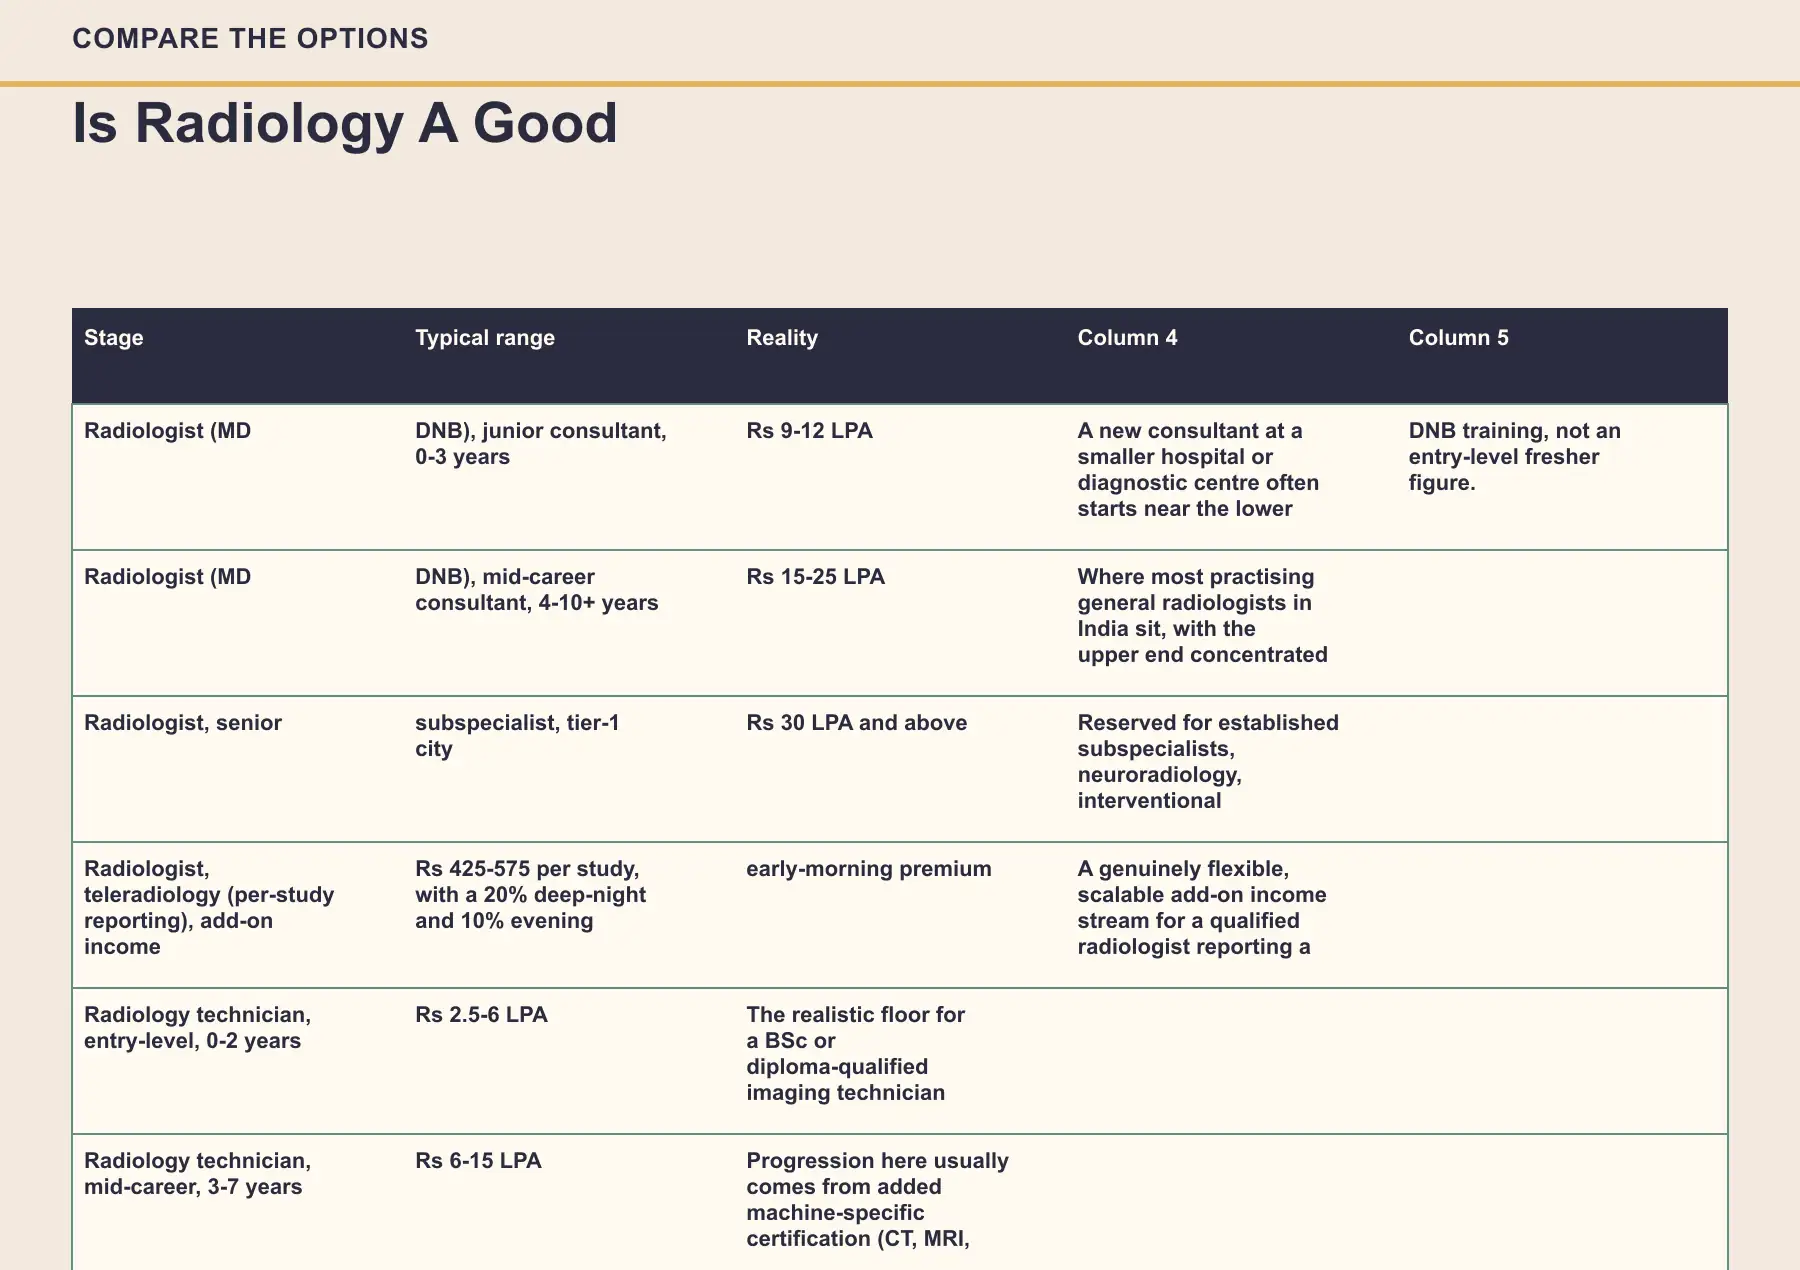 COMPARE THE OPTIONS
Is Radiology A Good
Stage
Typical range
Reality
Column 4
Column 5
Radiologist (MD
DNB), junior consultant,
0-3 years
Rs 9-12 LPA
A new consultant at a
smaller hospital or
diagnostic centre often
starts near the lower
DNB training, not an
entry-level fresher
figure.
Radiologist (MD
DNB), mid-career
consultant, 4-10+ years
Rs 15-25 LPA
Where most practising
general radiologists in
India sit, with the
upper end concentrated
Radiologist, senior
subspecialist, tier-1
city
Rs 30 LPA and above
Reserved for established
subspecialists,
neuroradiology,
interventional
Radiologist,
teleradiology (per-study
reporting), add-on
income
Rs 425-575 per study,
with a 20% deep-night
and 10% evening
early-morning premium
A genuinely flexible,
scalable add-on income
stream for a qualified
radiologist reporting a
Radiology technician,
entry-level, 0-2 years
Rs 2.5-6 LPA
The realistic floor for
a BSc or
diploma-qualified
imaging technician
Radiology technician,
mid-career, 3-7 years
Rs 6-15 LPA
Progression here usually
comes from added
machine-specific
certification (CT, MRI,